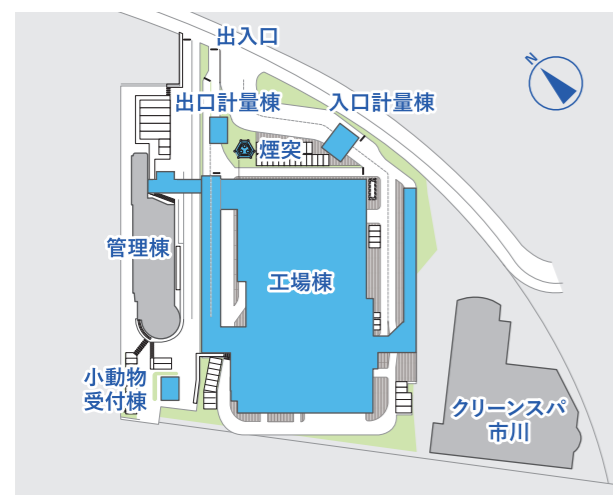 出入口
N
出口計量棟
入口計量棟
煙突
管理棟
工場棟
小動物
受付棟
クリーンスパ
市川